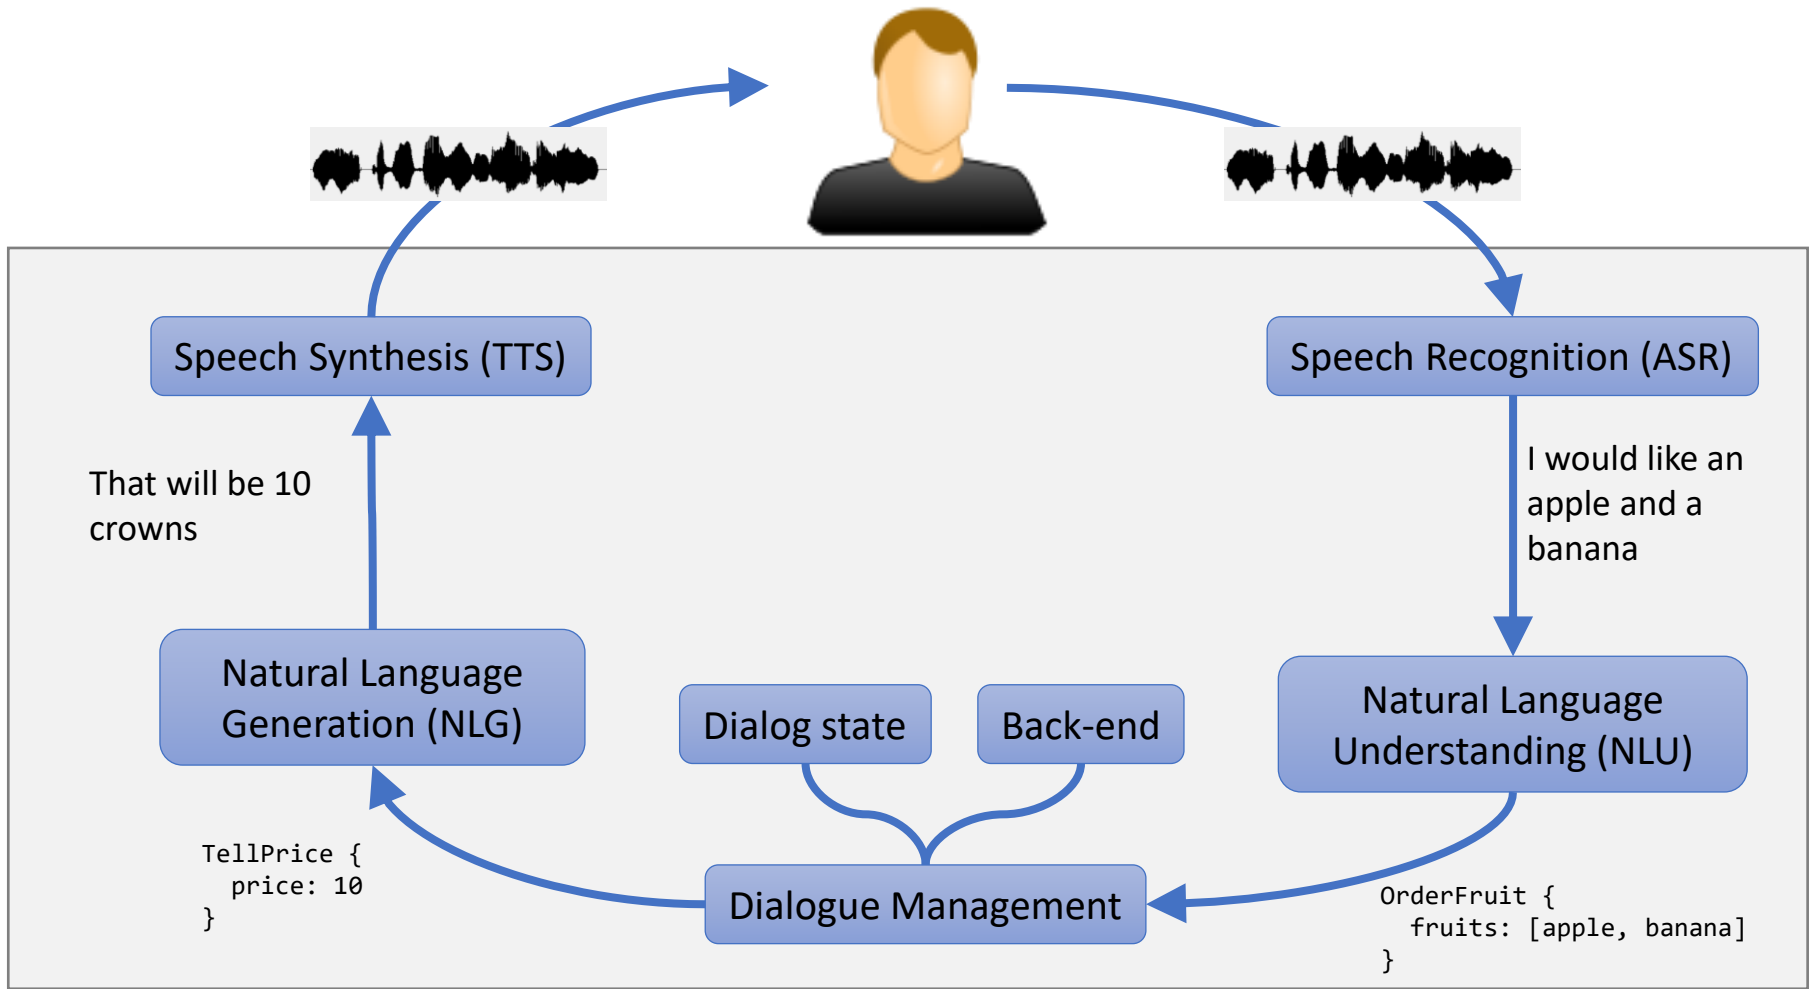 Speech Synthesis (TTS)
Speech Recognition (ASR)
That will be 10
crowns
I would like an
apple and a
banana
Natural Language
Generation (NLG)
Dialog state
Back-end
Natural Language
Understanding (NLU)
TellPrice {
  price: 10
}
Dialogue Management
OrderFruit {
  fruits: [apple, banana]
}